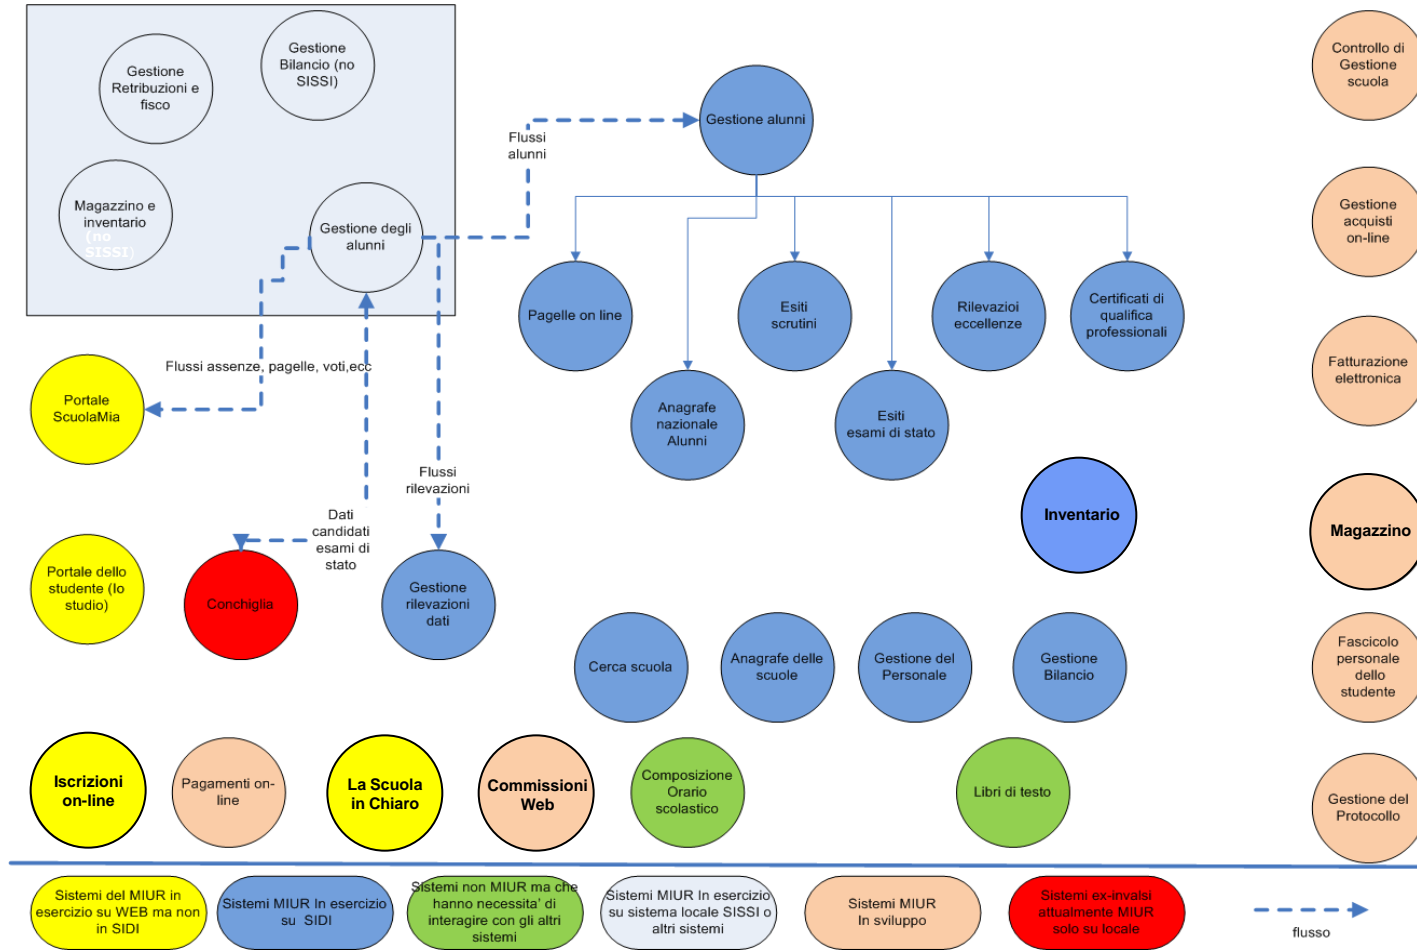 Gestione
Retribuzioni e
fisco
Gestione
Bilancio (no
SISSI)
Magazzino e
inventario
(no
SISSI)
Gestione degli
alunni
Flussi
alunni
Gestione alunni
Controllo di
Gestione
scuola
Gestione
acquisti
on-line
Pagelle on line
Esiti
scrutini
Rilevazioi
eccellenze
Certificati di
qualifica
professionali
Fatturazione
elettronica
Flussi assenze, pagelle, voti,ecc
Portale
ScuolaMia
Anagrafe
nazionale
Alunni
Esiti
esami di stato
Flussi
rilevazioni
Dati
candidati
esami di
stato
Inventario
Magazzino
Portale dello
studente (Io
studio)
Conchiglia
Gestione
rilevazioni
dati
Cerca scuola
Anagrafe delle
scuole
Gestione del
Personale
Gestione
Bilancio
Fascicolo
personale
dello
studente
Iscrizioni
on-line
Pagamenti on-
line
La Scuola
in Chiaro
Commissioni
Web
Composizione
Orario
scolastico
Libri di testo
Gestione del
Protocollo
Sistemi del MIUR in
esercizio su WEB ma non
in SIDI
Sistemi MIUR In esercizio
su  SIDI
Sistemi non MIUR ma che
hanno necessita' di
interagire con gli altri
sistemi
Sistemi MIUR In esercizio
su sistema locale SISSI o
altri sistemi
Sistemi MIUR
In sviluppo
Sistemi ex-invalsi
attualmente MIUR
solo su locale
flusso